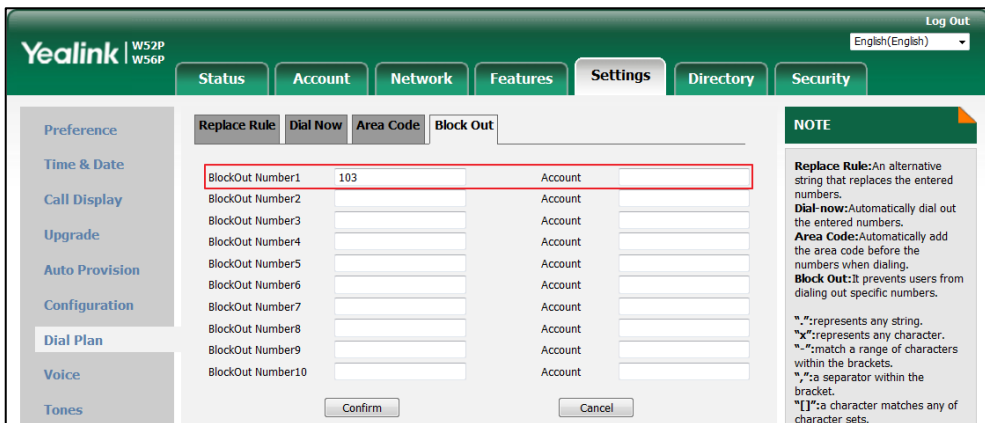 Log Out
Yealink | W52P
W56P
English(English)
Status Account Network Features Settings Directory Security
Preference
Time & Date
Call Display
Upgrade
Auto Provision
Configuration
Dial Plan
Voice
Tones
Replace Rule Dial Now Area Code Block Out
BlockOut Number1 103 Account
BlockOut Number2 Account
BlockOut Number3 Account
BlockOut Number4 Account
BlockOut Number5 Account
BlockOut Number6 Account
BlockOut Number7 Account
BlockOut Number8 Account
BlockOut Number9 Account
BlockOut Number10 Account
Confirm Cancel
NOTE
Replace Rule:An alternative
string that replaces the entered
numbers.
Dial-now:Automatically dial out
the entered numbers.
Area Code:Automatically add
the area code before the
numbers when dialing.
Block Out:It prevents users from
dialing out specific numbers.
".":represents any string.
"x":represents any character.
"-":match a range of characters
within the brackets.
",":a separator within the
bracket.
"[]":a character matches any of
character sets.